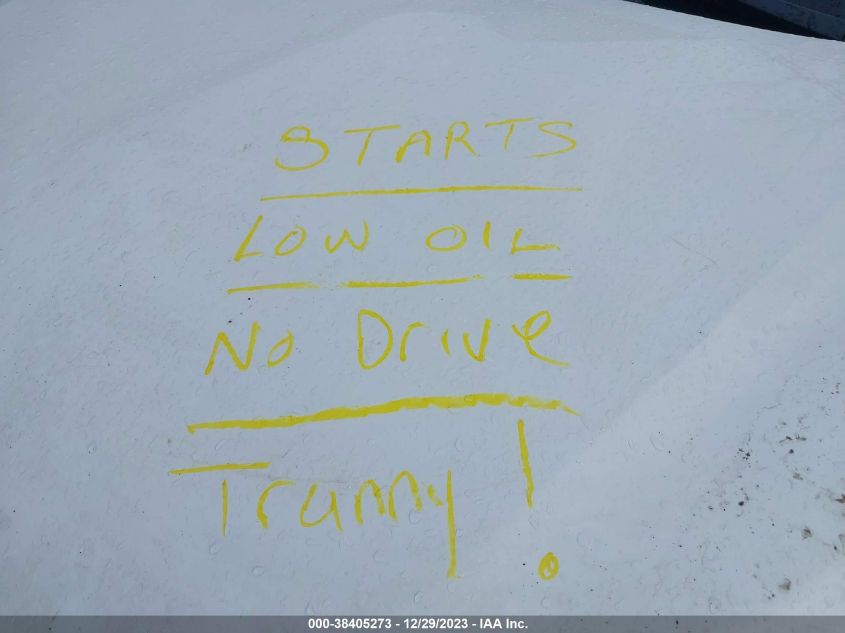 STARTS
LOW OIL
No Drive
Tranny!
000-38405273 - 12/29/2023 - IAA Inc.